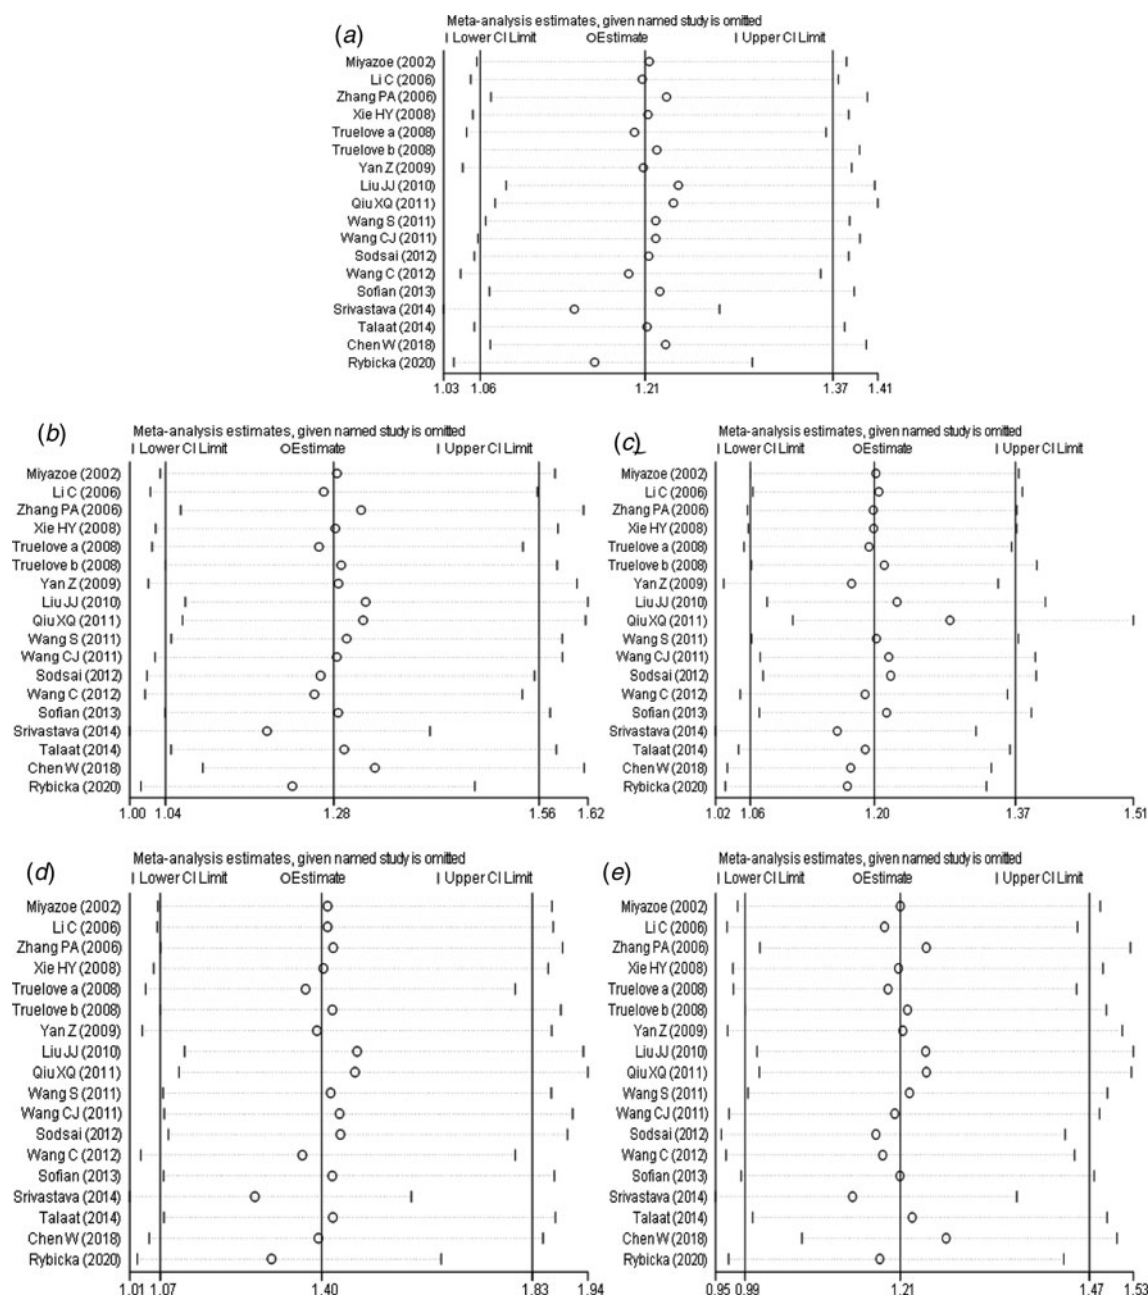 (a)
Meta-analysis estimates, given named study is omitted
Lower CI Limit Estimate Upper CI Limit
Miyazoe (2002)
Li C (2006)
Zhang PA (2006)
Xie HY (2008)
Truelove a (2008)
Truelove b (2008)
Yan Z (2009)
Liu JJ (2010)
Qiu XQ (2011)
Wang S (2011)
Wang CJ (2011)
Sodsai (2012)
Wang C (2012)
Sofian (2013)
Srivastava (2014)
Talaat (2014)
Chen W (2018)
Rybicka (2020)
1.03 1.06 1.21 1.37 1.41
(b)
Meta-analysis estimates, given named study is omitted
Lower CI Limit Estimate Upper CI Limit
Miyazoe (2002)
Li C (2006)
Zhang PA (2006)
Xie HY (2008)
Truelove a (2008)
Truelove b (2008)
Yan Z (2009)
Liu JJ (2010)
Qiu XQ (2011)
Wang S (2011)
Wang CJ (2011)
Sodsai (2012)
Wang C (2012)
Sofian (2013)
Srivastava (2014)
Talaat (2014)
Chen W (2018)
Rybicka (2020)
1.00 1.04 1.28 1.56 1.62
(c)
Meta-analysis estimates, given named study is omitted
Lower CI Limit Estimate Upper CI Limit
Miyazoe (2002)
Li C (2006)
Zhang PA (2006)
Xie HY (2008)
Truelove a (2008)
Truelove b (2008)
Yan Z (2009)
Liu JJ (2010)
Qiu XQ (2011)
Wang S (2011)
Wang CJ (2011)
Sodsai (2012)
Wang C (2012)
Sofian (2013)
Srivastava (2014)
Talaat (2014)
Chen W (2018)
Rybicka (2020)
1.02 1.06 1.20 1.37 1.51
(d)
Meta-analysis estimates, given named study is omitted
Lower CI Limit Estimate Upper CI Limit
Miyazoe (2002)
Li C (2006)
Zhang PA (2006)
Xie HY (2008)
Truelove a (2008)
Truelove b (2008)
Yan Z (2009)
Liu JJ (2010)
Qiu XQ (2011)
Wang S (2011)
Wang CJ (2011)
Sodsai (2012)
Wang C (2012)
Sofian (2013)
Srivastava (2014)
Talaat (2014)
Chen W (2018)
Rybicka (2020)
1.01 1.07 1.40 1.83 1.94
(e)
Meta-analysis estimates, given named study is omitted
Lower CI Limit Estimate Upper CI Limit
Miyazoe (2002)
Li C (2006)
Zhang PA (2006)
Xie HY (2008)
Truelove a (2008)
Truelove b (2008)
Yan Z (2009)
Liu JJ (2010)
Qiu XQ (2011)
Wang S (2011)
Wang CJ (2011)
Sodsai (2012)
Wang C (2012)
Sofian (2013)
Srivastava (2014)
Talaat (2014)
Chen W (2018)
Rybicka (2020)
0.95 0.99 1.21 1.47 1.53